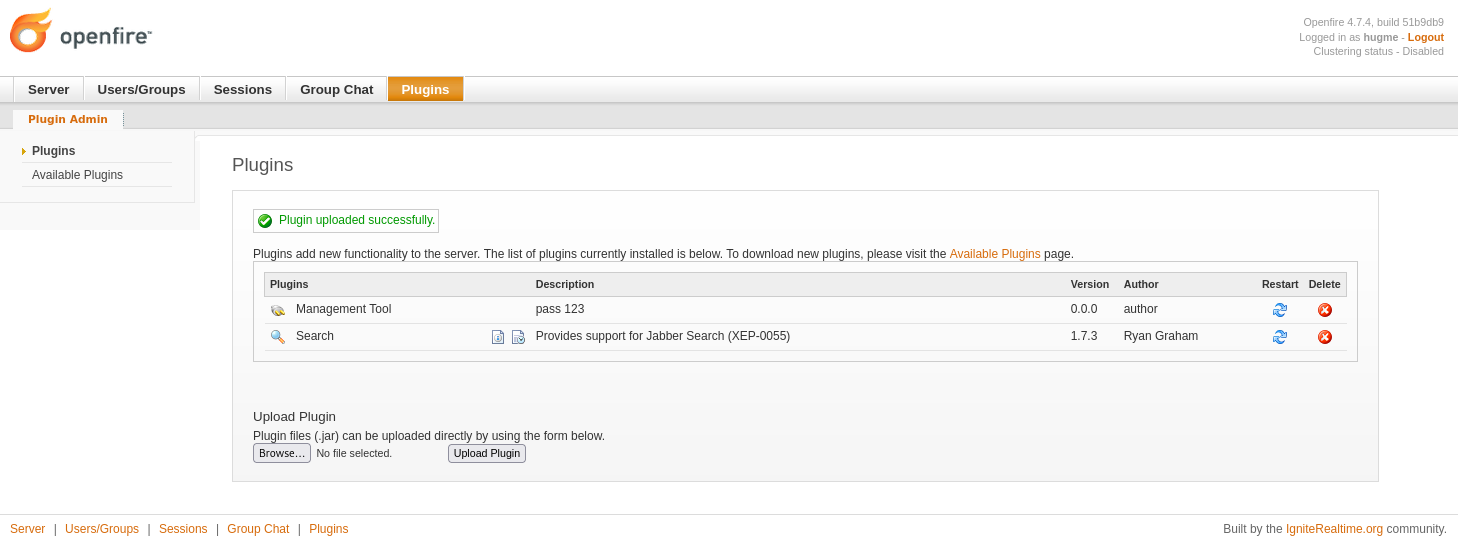 openfire™
Openfire 4.7.4, build 51b9db9
Logged in as hugme - Logout
Clustering status - Disabled
Server Users/Groups Sessions Group Chat Plugins
Plugin Admin
Plugins
Available Plugins
Plugins
Plugin uploaded successfully.
Plugins add new functionality to the server. The list of plugins currently installed is below. To download new plugins, please visit the Available Plugins page.
Plugins Description Version Author Restart Delete
Management Tool pass 123 0.0.0 author
Search Provides support for Jabber Search (XEP-0055) 1.7.3 Ryan Graham
Upload Plugin
Plugin files (.jar) can be uploaded directly by using the form below.
Browse... No file selected. Upload Plugin
Server | Users/Groups | Sessions | Group Chat | Plugins
Built by the IgniteRealtime.org community.